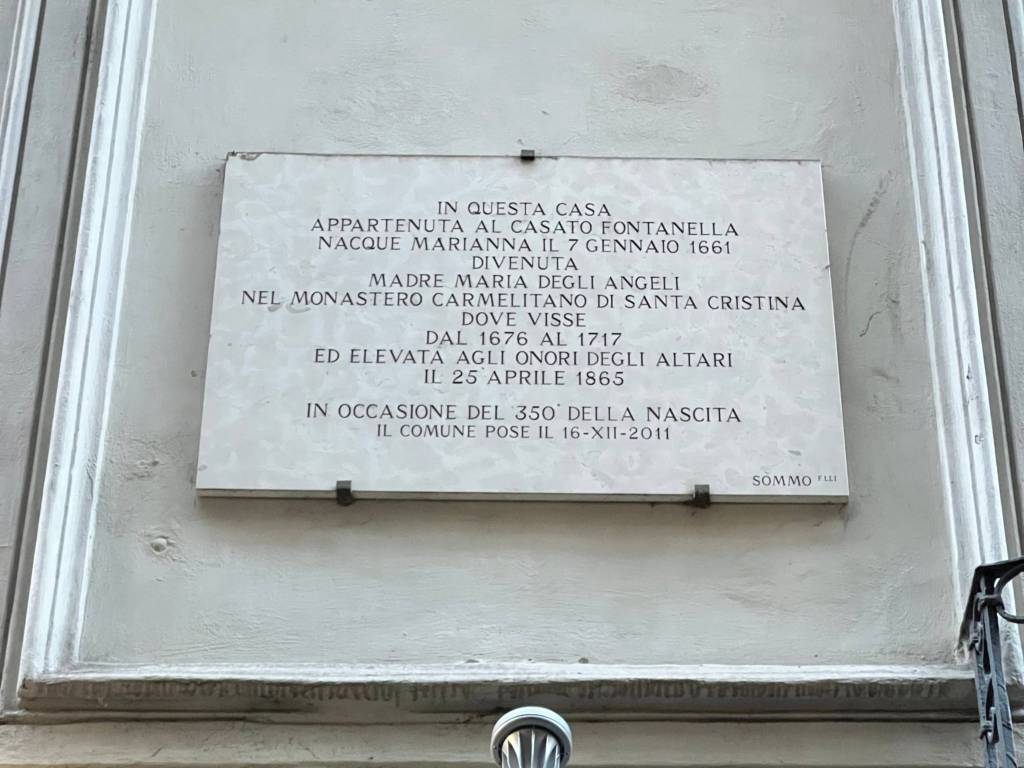 IN QUESTA CASA
APPARTENUTA AL CASATO FONTANELLA
NACQUE MARIANNA IL 7 GENNAIO 1661
DIVENUTA
MADRE MARIA DEGLI ANGELI
NEL MONASTERO CARMELITANO DI SANTA CRISTINA
DOVE VISSE
DAL 1676 AL 1717
ED ELEVATA AGLI ONORI DEGLI ALTARI
IL 25 APRILE 1865
IN OCCASIONE DEL 350° DELLA NASCITA
IL COMUNE POSE IL 16-XII-2011
SOMMO F.LLI